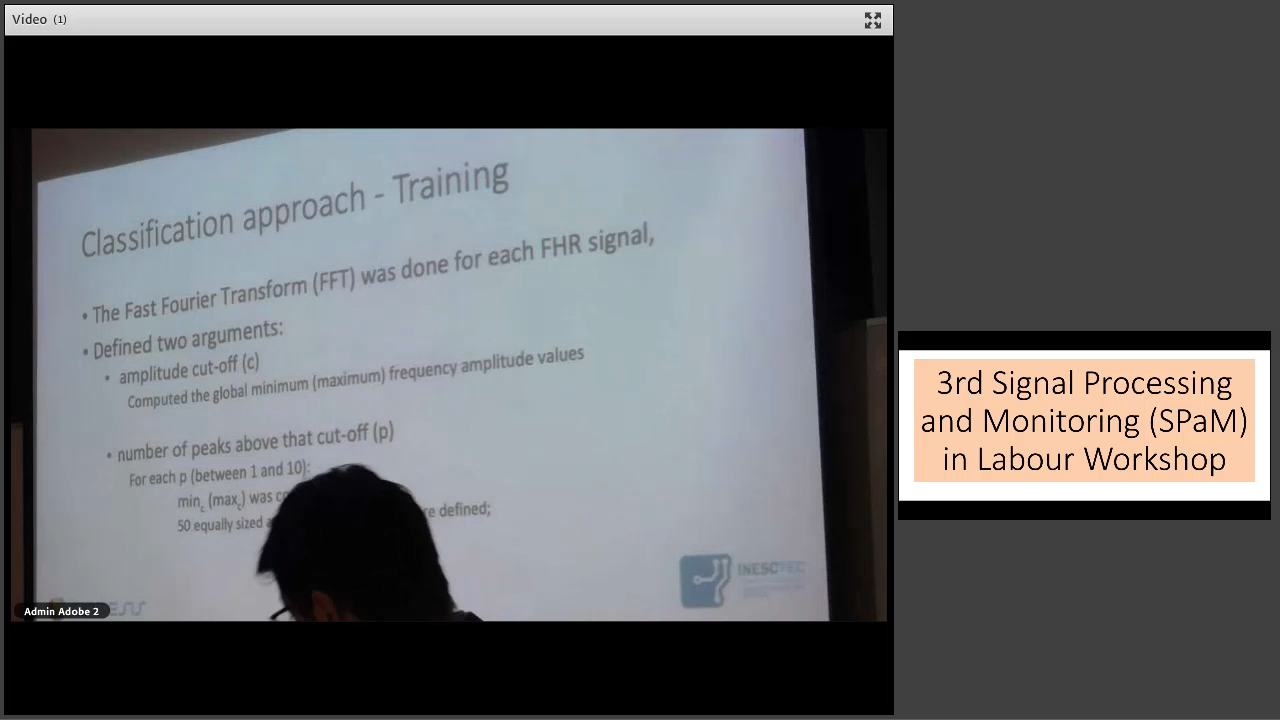 Video (1)
Classification approach - Training
• The Fast Fourier Transform (FFT) was done for each FHR signal,
• Defined two arguments:
• amplitude cut-off (c)
Computed the global minimum (maximum) frequency amplitude values
• number of peaks above that cut-off (p)
For each p (between 1 and 10):
minc (maxc) was
50 equally sized defined;
INESCTEC
Admin Adobe 2
3rd Signal Processing
and Monitoring (SPaM)
in Labour Workshop